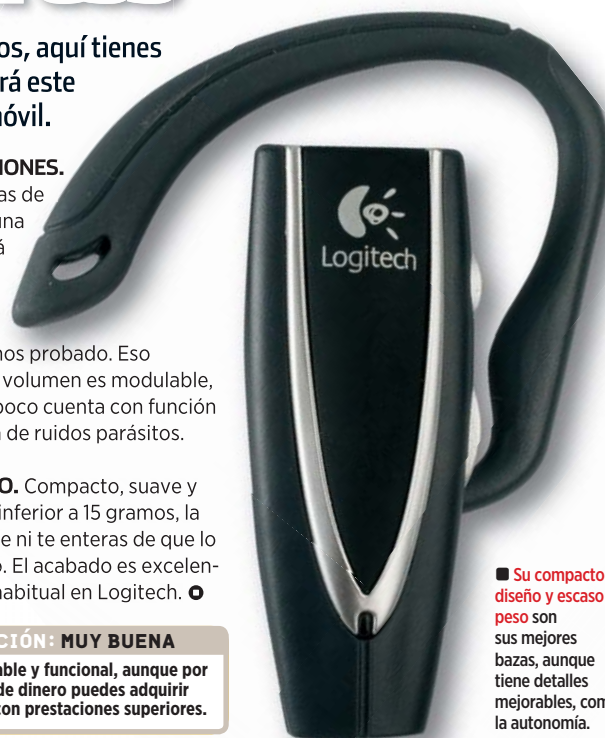 os, aquí tienes
rá este
óvil.
IONES.
as de
una
á
nos probado. Eso
volumen es modulable,
poco cuenta con función
n de ruidos parásitos.
O. Compacto, suave y
inferior a 15 gramos, la
e ni te enteras de que lo
o. El acabado es excelen-
habitual en Logitech.
CIÓN: MUY BUENA
able y funcional, aunque por
de dinero puedes adquirir
con prestaciones superiores.
Logitech
Su compacto
diseño y escaso
peso son
sus mejores
bazas, aunque
tiene detalles
mejorables, com
la autonomía.